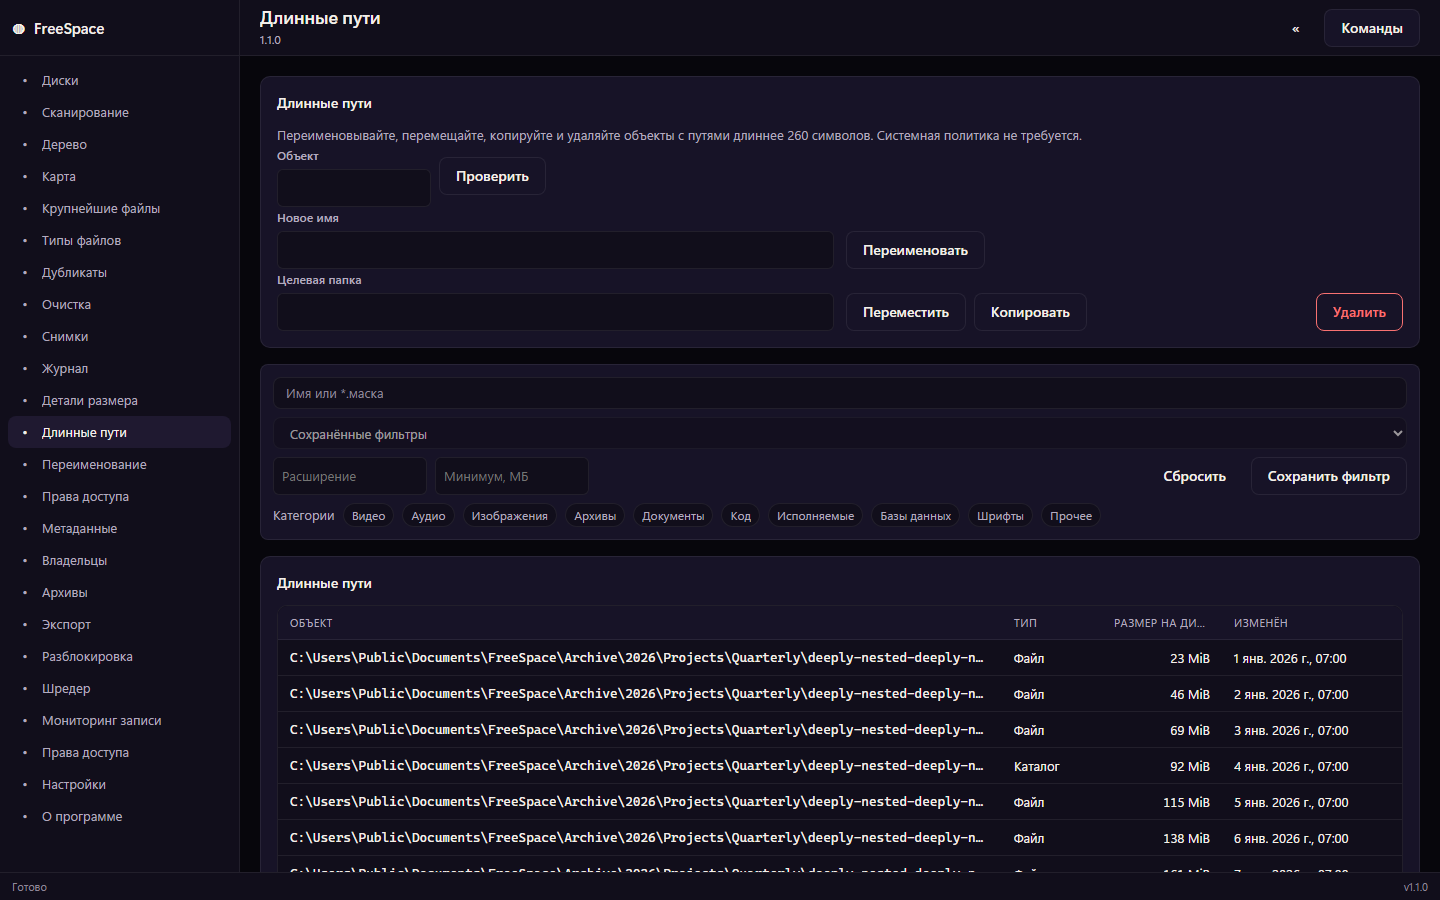 FreeSpace
Длинные пути
1.1.0
«
Команды
Диски
Сканирование
Дерево
Карта
Крупнейшие файлы
Типы файлов
Дубликаты
Очистка
Снимки
Журнал
Детали размера
Длинные пути
Переименование
Права доступа
Метаданные
Владельцы
Архивы
Экспорт
Разблокировка
Шредер
Мониторинг записи
Права доступа
Настройки
О программе
Длинные пути
Переименовывайте, перемещайте, копируйте и удаляйте объекты с путями длиннее 260 символов. Системная политика не требуется.
Объект
Проверить
Новое имя
Переименовать
Целевая папка
Переместить Копировать Удалить
Имя или *.маска
Сохранённые фильтры
Расширение Минимум, МБ Сбросить Сохранить фильтр
Категории Видео Аудио Изображения Архивы Документы Код Исполняемые Базы данных Шрифты Прочее
Длинные пути
ОБЪЕКТ ТИП РАЗМЕР НА ДИ... ИЗМЕНЁН
C:\Users\Public\Documents\FreeSpace\Archive\2026\Projects\Quarterly\deeply-nested-deeply-n... Файл 23 MiB 1 янв. 2026 г., 07:00
C:\Users\Public\Documents\FreeSpace\Archive\2026\Projects\Quarterly\deeply-nested-deeply-n... Файл 46 MiB 2 янв. 2026 г., 07:00
C:\Users\Public\Documents\FreeSpace\Archive\2026\Projects\Quarterly\deeply-nested-deeply-n... Файл 69 MiB 3 янв. 2026 г., 07:00
C:\Users\Public\Documents\FreeSpace\Archive\2026\Projects\Quarterly\deeply-nested-deeply-n... Каталог 92 MiB 4 янв. 2026 г., 07:00
C:\Users\Public\Documents\FreeSpace\Archive\2026\Projects\Quarterly\deeply-nested-deeply-n... Файл 115 MiB 5 янв. 2026 г., 07:00
C:\Users\Public\Documents\FreeSpace\Archive\2026\Projects\Quarterly\deeply-nested-deeply-n... Файл 138 MiB 6 янв. 2026 г., 07:00
Готово
v1.1.0